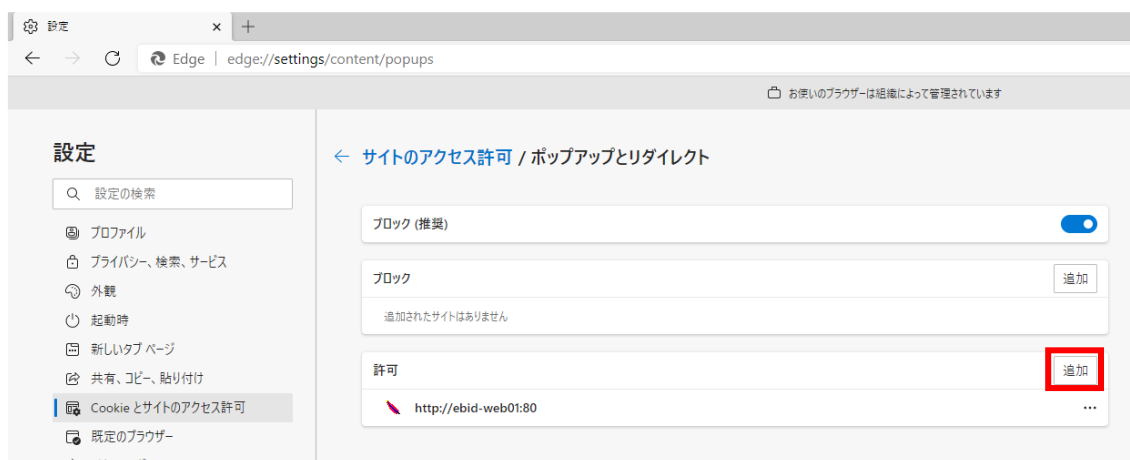 設定
Edge | edge://settings/content/popups
お使いのブラウザーは組織によって管理されています
設定
設定の検索
プロファイル
プライバシー、検索、サービス
外観
起動時
新しいタブ ページ
共有、コピー、貼り付け
Cookie とサイトのアクセス許可
既定のブラウザー
サイトのアクセス許可 / ポップアップとリダイレクト
ブロック (推奨)
ブロック
追加
追加されたサイトはありません
許可
追加
http://ebid-web01:80